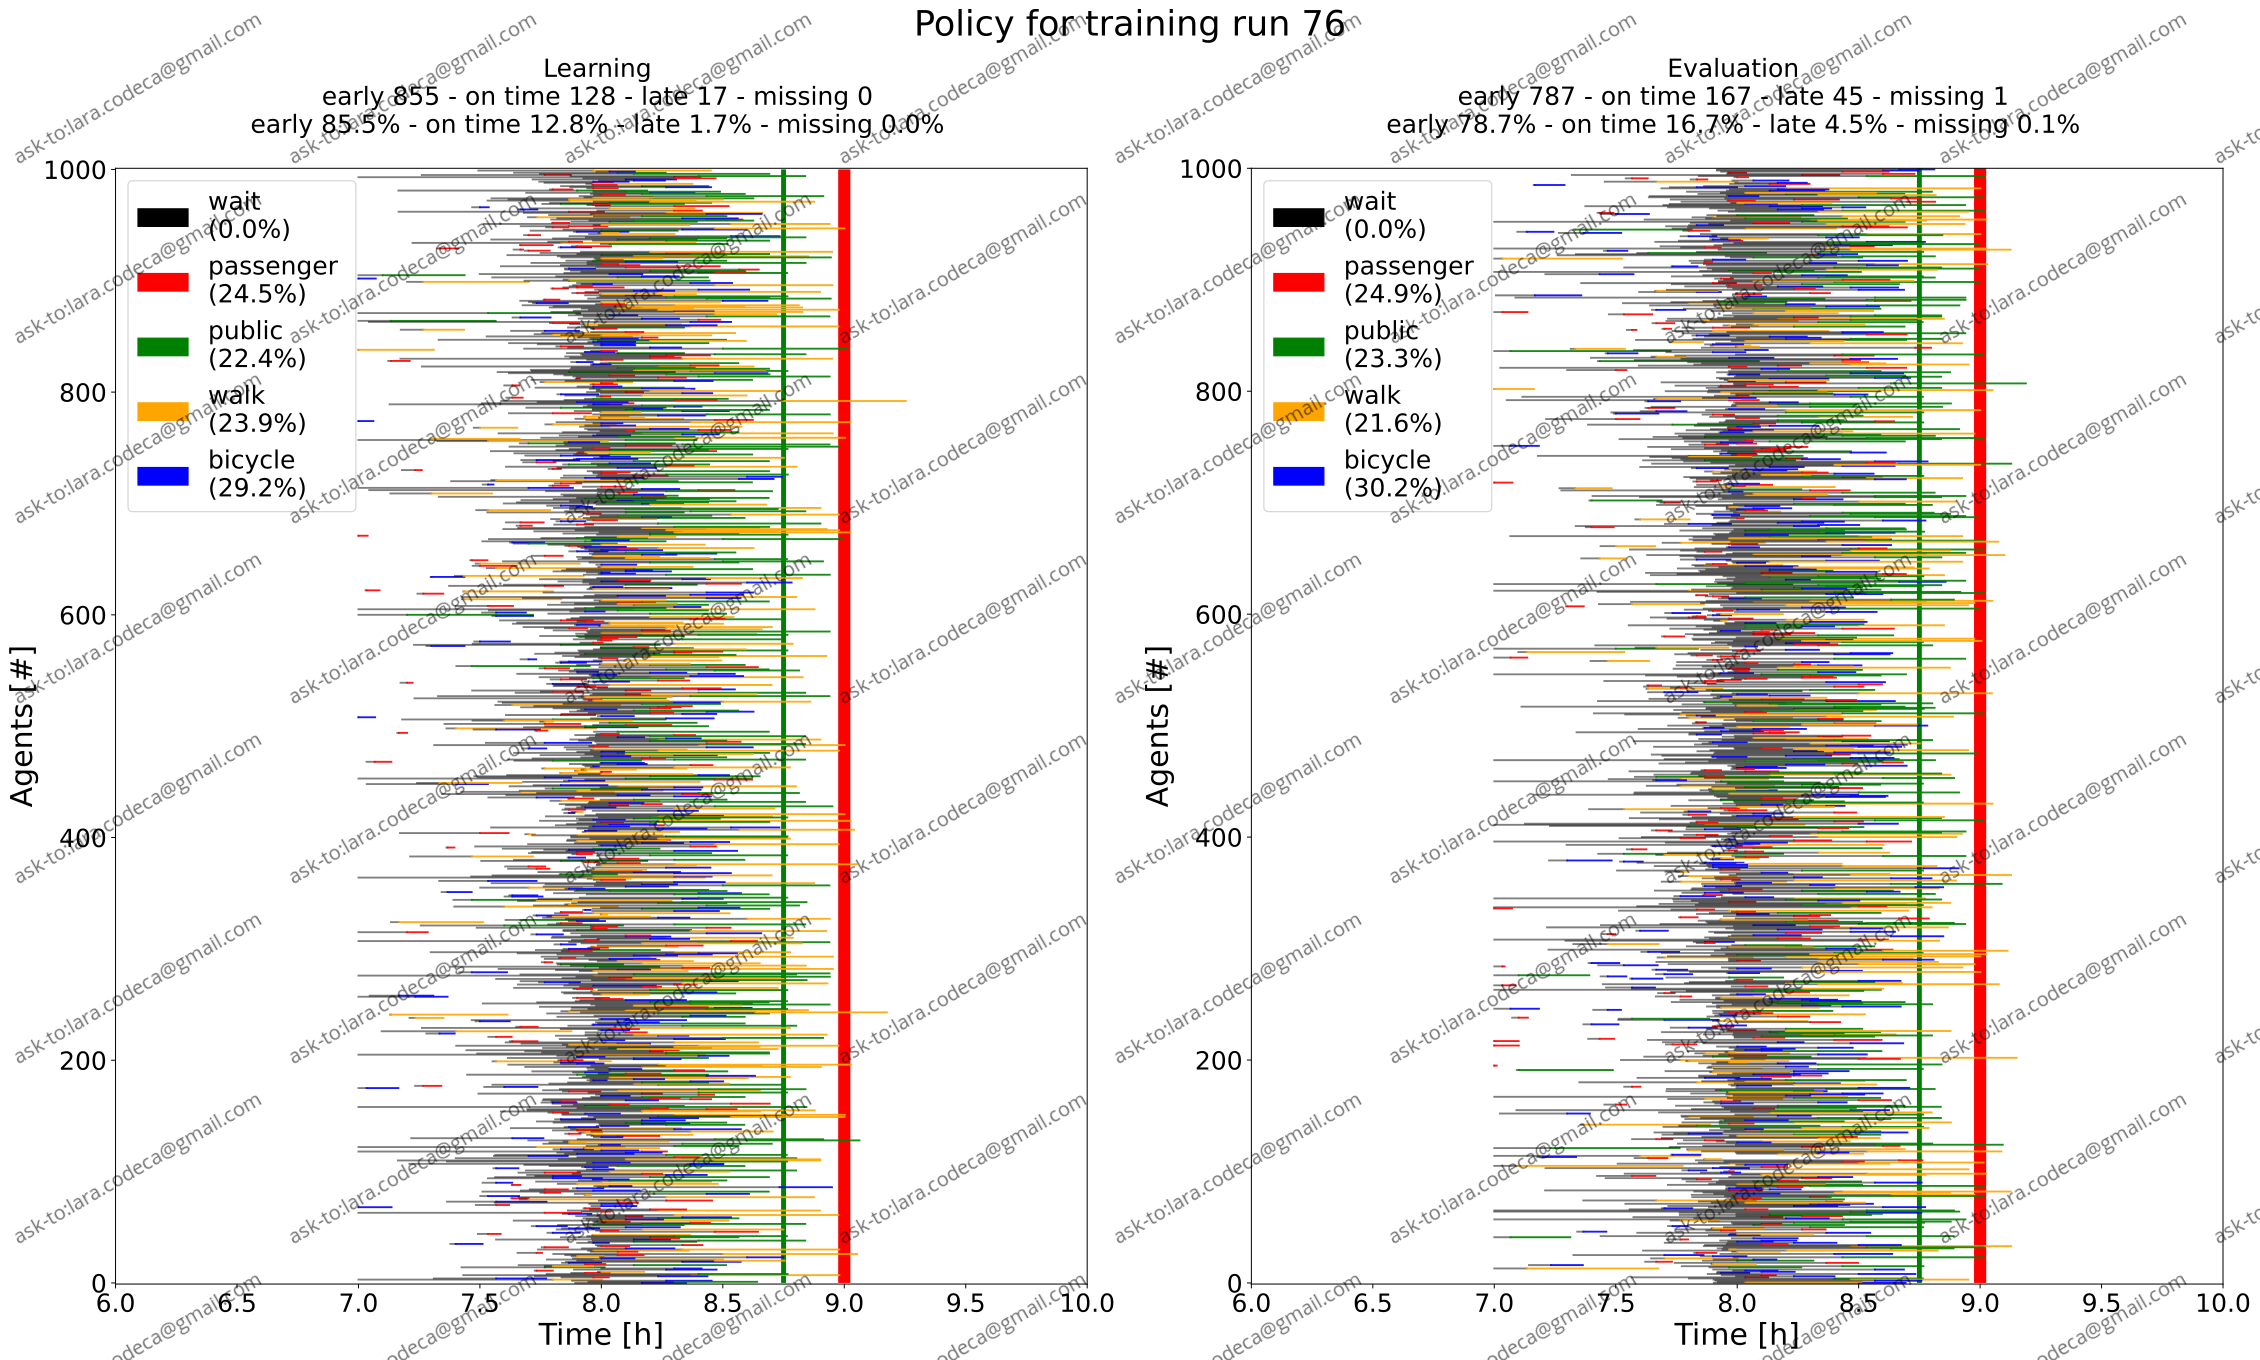 Policy for training run 76
Learning
early 855 - on time 128 - late 17 - missing 0
early 85.5% - on time 12.8% - late 1.7% - missing 0.0%
Evaluation
early 787 - on time 167 - late 45 - missing 1
early 78.7% - on time 16.7% - late 4.5% - missing 0.1%
wait
(0.0%)
passenger
(24.5%)
public
(22.4%)
walk
(23.9%)
bicycle
(29.2%)
1000
800
600
400
200
0
Agents [#]
6.0 6.5 7.0 7.5 8.0 8.5 9.0 9.5 10.0
Time [h]
wait
(0.0%)
passenger
(24.9%)
public
(23.3%)
walk
(21.6%)
bicycle
(30.2%)
1000
800
600
400
200
0
Agents [#]
6.0 6.5 7.0 7.5 8.0 8.5 9.0 9.5 10.0
Time [h]
ask-to:lara.codeca@gmail.com